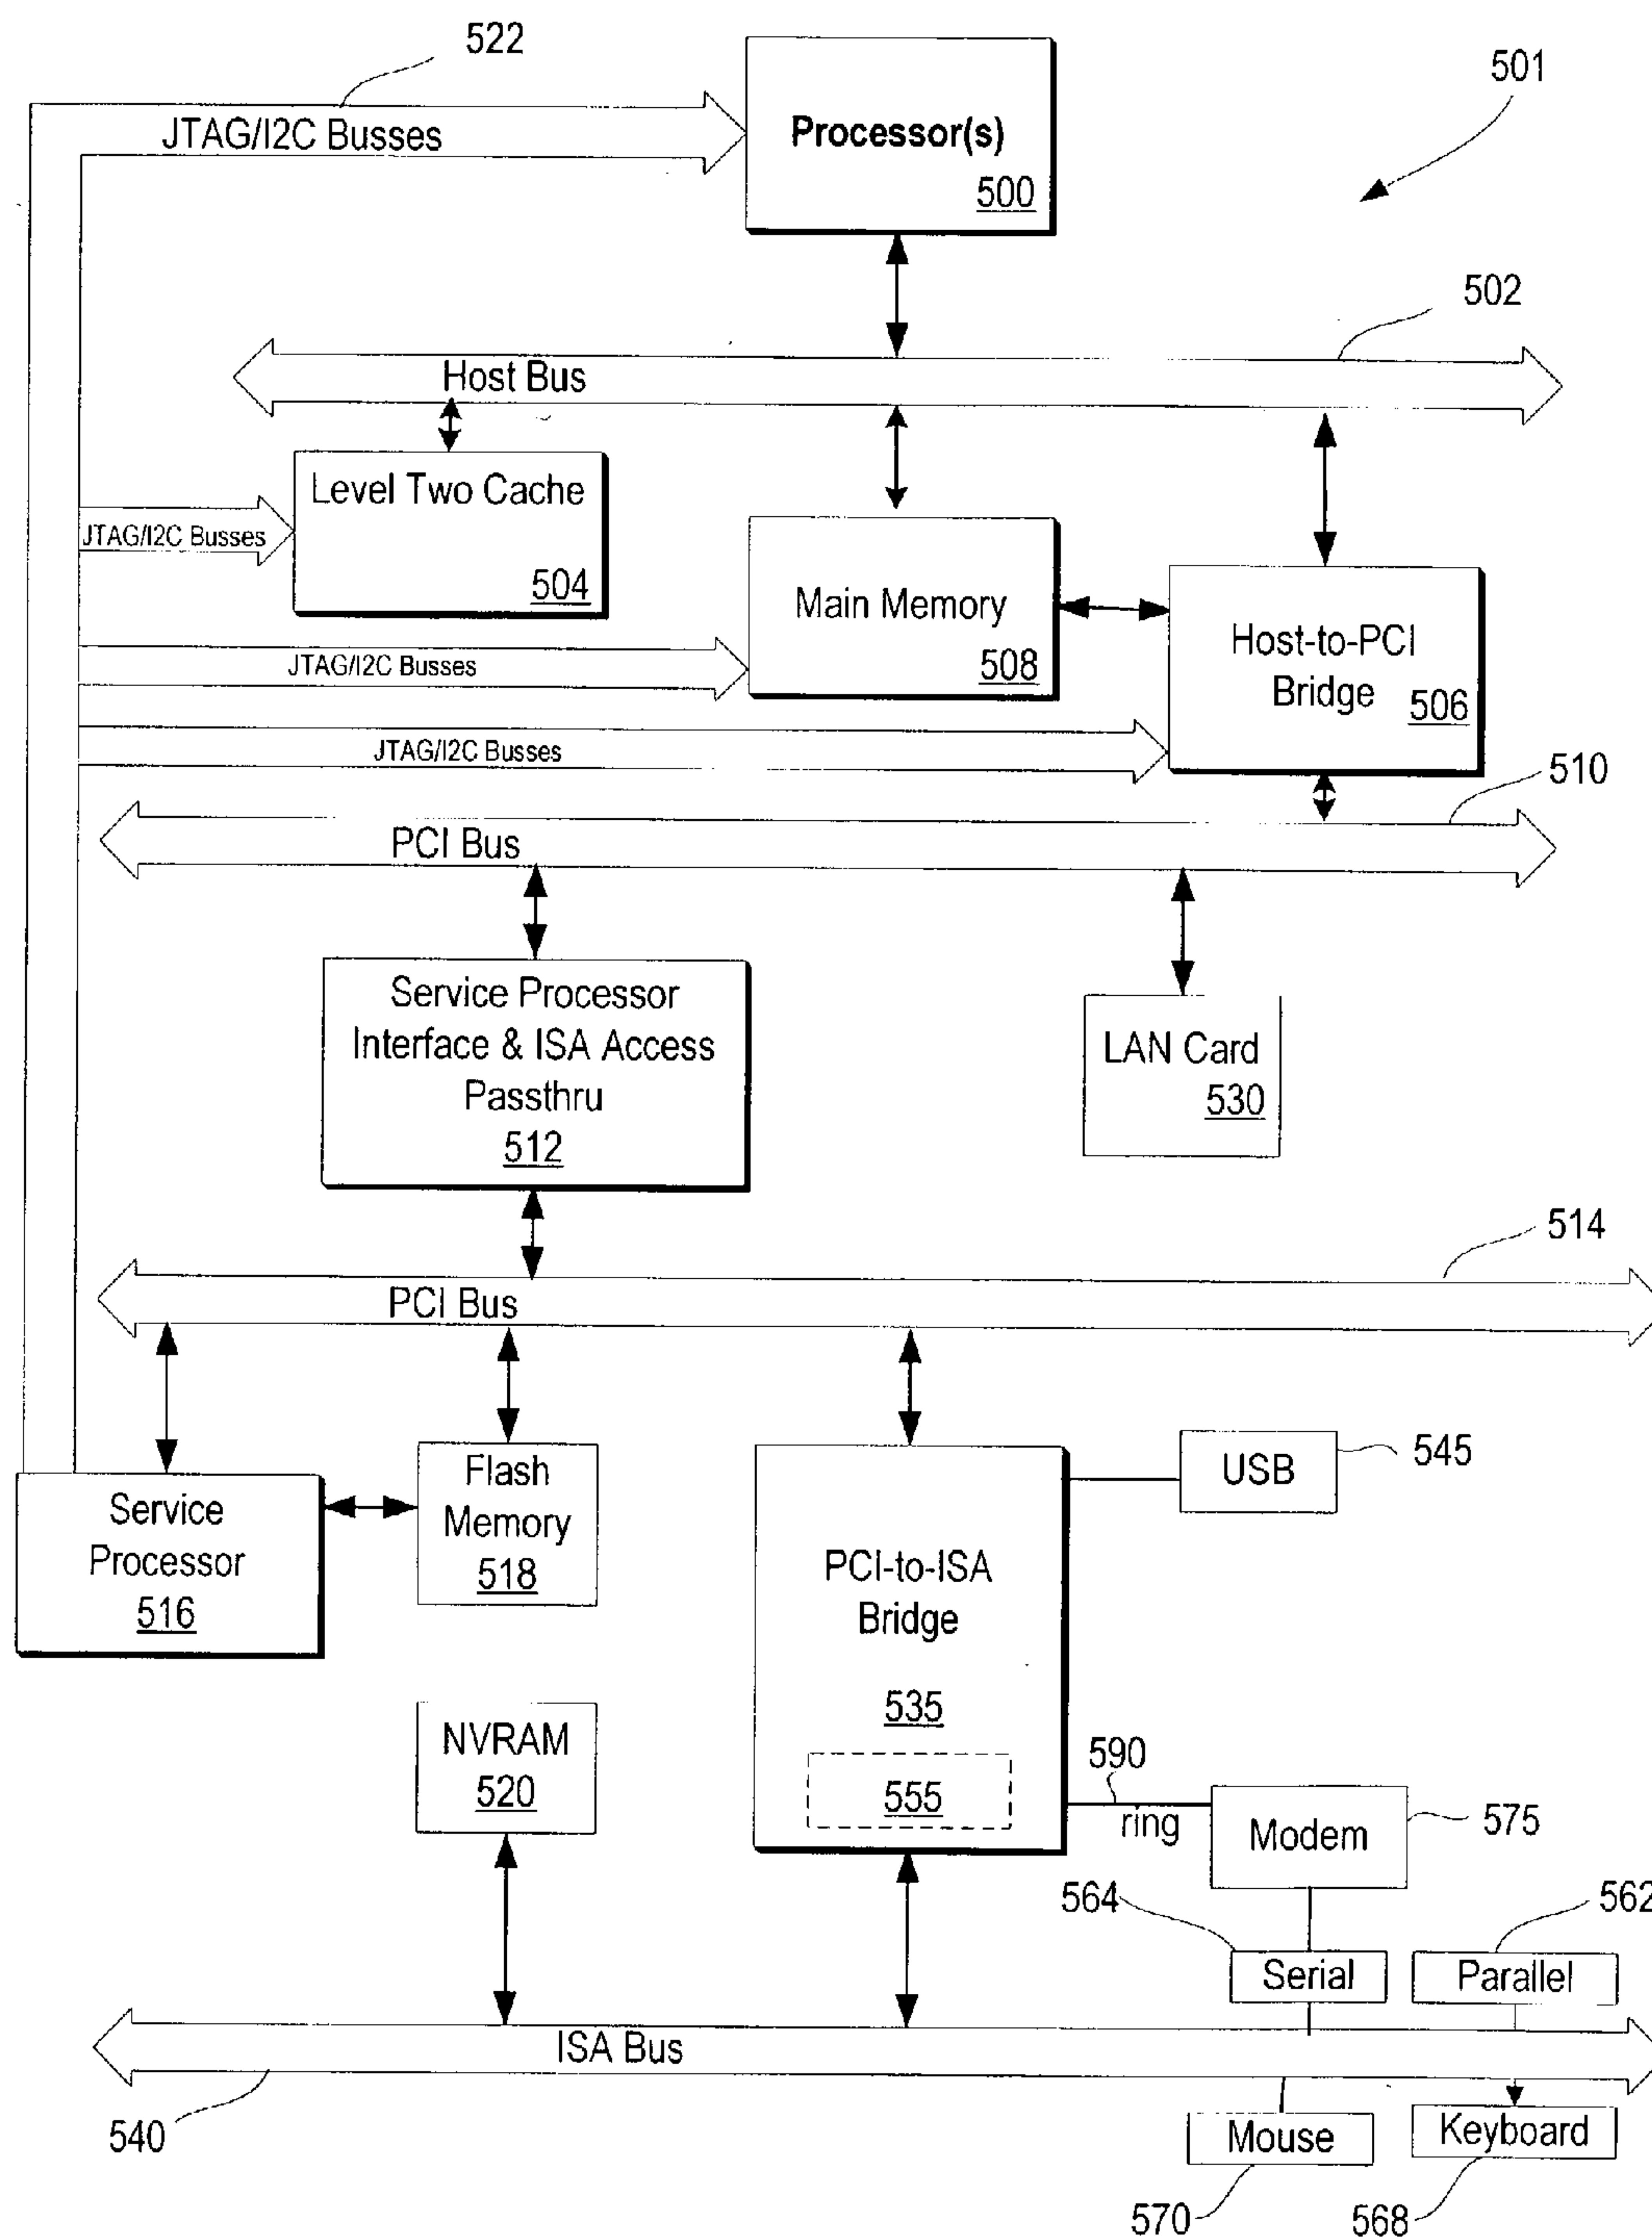 522
501
JTAG/I2C Busses
Processor(s)
500
502
Host Bus
Level Two Cache
504
JTAG/I2C Busses
Main Memory
508
Host-to-PCI
Bridge
506
JTAG/I2C Busses
JTAG/I2C Busses
510
PCI Bus
Service Processor
Interface & ISA Access
Passthru
512
LAN Card
530
514
PCI Bus
Service
Processor
516
Flash
Memory
518
PCI-to-ISA
Bridge
535
555
USB
545
NVRAM
520
590
ring
Modem
575
564
562
Serial
Parallel
ISA Bus
540
Mouse
Keyboard
570
568